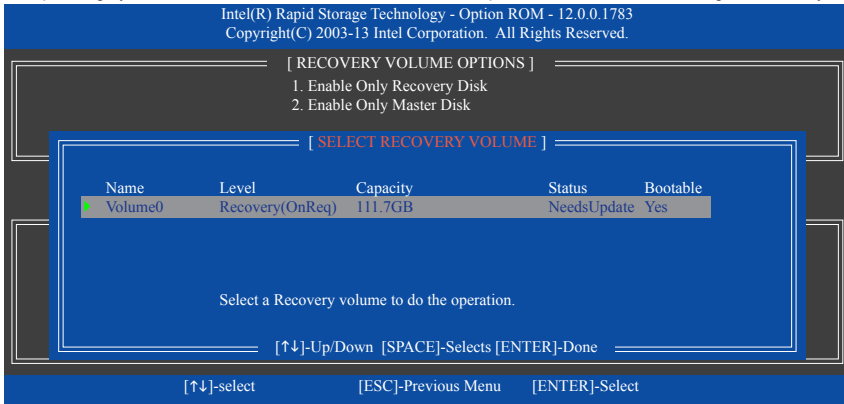 Intel(R) Rapid Storage Technology - Option ROM - 12.0.0.1783
Copyright(C) 2003-13 Intel Corporation.  All Rights Reserved.
[ RECOVERY VOLUME OPTIONS ]
1. Enable Only Recovery Disk
2. Enable Only Master Disk
[ SELECT RECOVERY VOLUME ]
Name Level Capacity Status Bootable
Volume0 Recovery(OnReq) 111.7GB NeedsUpdate Yes
Select a Recovery volume to do the operation.
[↑↓]-Up/Down [SPACE]-Selects [ENTER]-Done
[↑↓]-select [ESC]-Previous Menu [ENTER]-Select